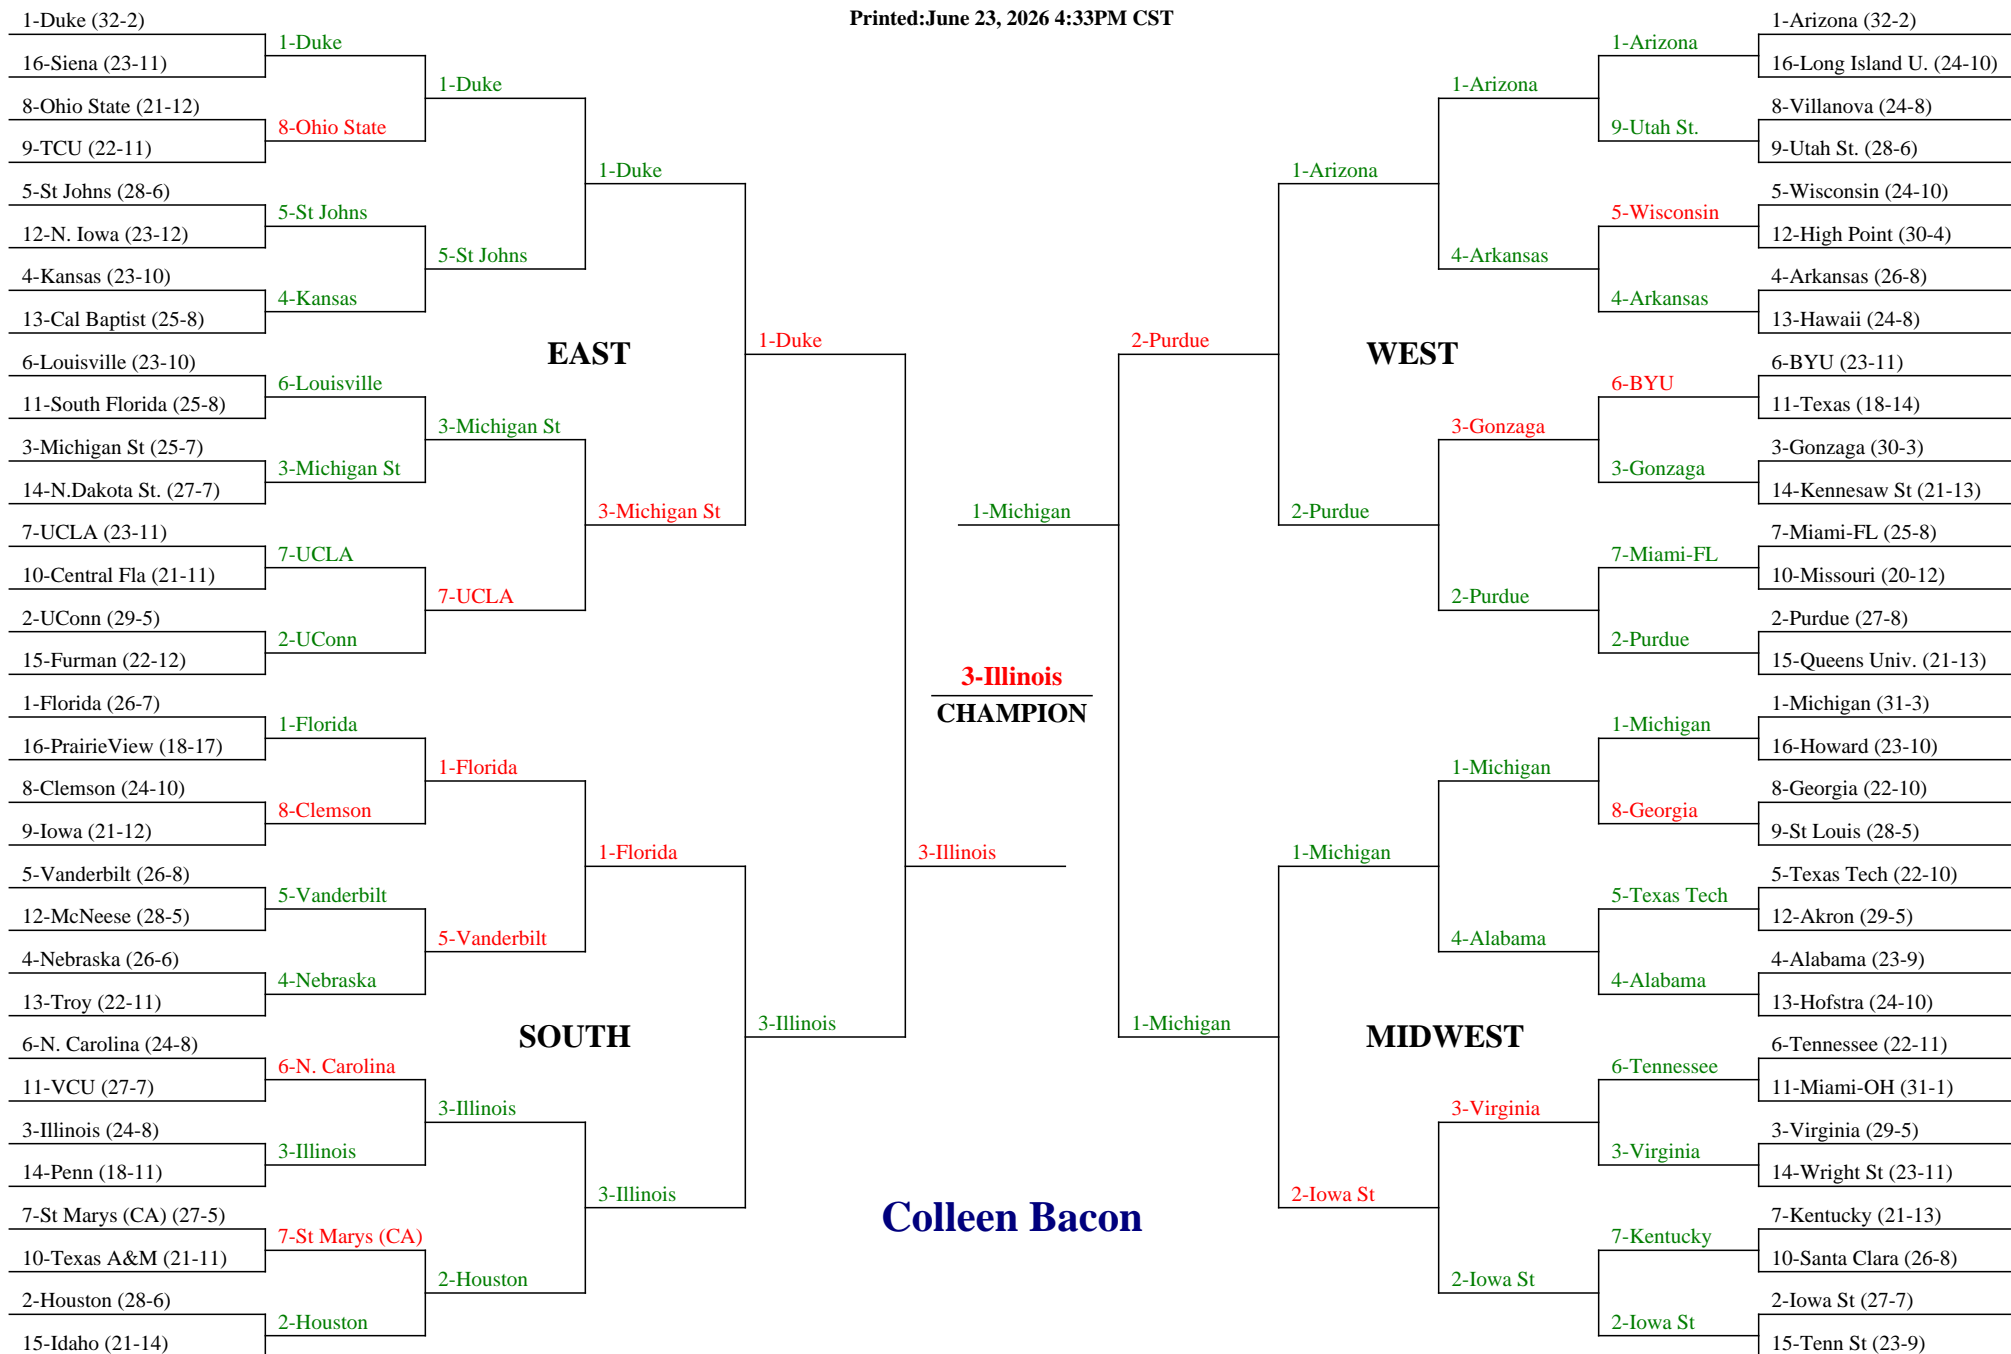 Printed:June 23, 2026 4:33PM CST
1-Duke (32-2)
16-Siena (23-11)
8-Ohio State (21-12)
9-TCU (22-11)
5-St Johns (28-6)
12-N. Iowa (23-12)
4-Kansas (23-10)
13-Cal Baptist (25-8)
6-Louisville (23-10)
11-South Florida (25-8)
3-Michigan St (25-7)
14-N.Dakota St. (27-7)
7-UCLA (23-11)
10-Central Fla (21-11)
2-UConn (29-5)
15-Furman (22-12)
1-Florida (26-7)
16-PrairieView (18-17)
8-Clemson (24-10)
9-Iowa (21-12)
5-Vanderbilt (26-8)
12-McNeese (28-5)
4-Nebraska (26-6)
13-Troy (22-11)
6-N. Carolina (24-8)
11-VCU (27-7)
3-Illinois (24-8)
14-Penn (18-11)
7-St Marys (CA) (27-5)
10-Texas A&M (21-11)
2-Houston (28-6)
15-Idaho (21-14)
1-Duke
8-Ohio State
5-St Johns
4-Kansas
6-Louisville
3-Michigan St
7-UCLA
2-UConn
1-Florida
8-Clemson
5-Vanderbilt
4-Nebraska
6-N. Carolina
3-Illinois
7-St Marys (CA)
2-Houston
1-Duke
5-St Johns
3-Michigan St
7-UCLA
1-Florida
5-Vanderbilt
3-Illinois
2-Houston
1-Duke
3-Michigan St
1-Florida
3-Illinois
EAST
SOUTH
1-Duke
3-Illinois
3-Illinois
1-Michigan
3-Illinois
CHAMPION
Colleen Bacon
2-Purdue
1-Michigan
WEST
MIDWEST
1-Arizona
2-Purdue
1-Michigan
2-Iowa St
1-Arizona
4-Arkansas
3-Gonzaga
2-Purdue
1-Michigan
4-Alabama
3-Virginia
2-Iowa St
1-Arizona
9-Utah St.
5-Wisconsin
4-Arkansas
6-BYU
3-Gonzaga
7-Miami-FL
2-Purdue
1-Michigan
8-Georgia
5-Texas Tech
4-Alabama
6-Tennessee
3-Virginia
7-Kentucky
2-Iowa St
1-Arizona (32-2)
16-Long Island U. (24-10)
8-Villanova (24-8)
9-Utah St. (28-6)
5-Wisconsin (24-10)
12-High Point (30-4)
4-Arkansas (26-8)
13-Hawaii (24-8)
6-BYU (23-11)
11-Texas (18-14)
3-Gonzaga (30-3)
14-Kennesaw St (21-13)
7-Miami-FL (25-8)
10-Missouri (20-12)
2-Purdue (27-8)
15-Queens Univ. (21-13)
1-Michigan (31-3)
16-Howard (23-10)
8-Georgia (22-10)
9-St Louis (28-5)
5-Texas Tech (22-10)
12-Akron (29-5)
4-Alabama (23-9)
13-Hofstra (24-10)
6-Tennessee (22-11)
11-Miami-OH (31-1)
3-Virginia (29-5)
14-Wright St (23-11)
7-Kentucky (21-13)
10-Santa Clara (26-8)
2-Iowa St (27-7)
15-Tenn St (23-9)